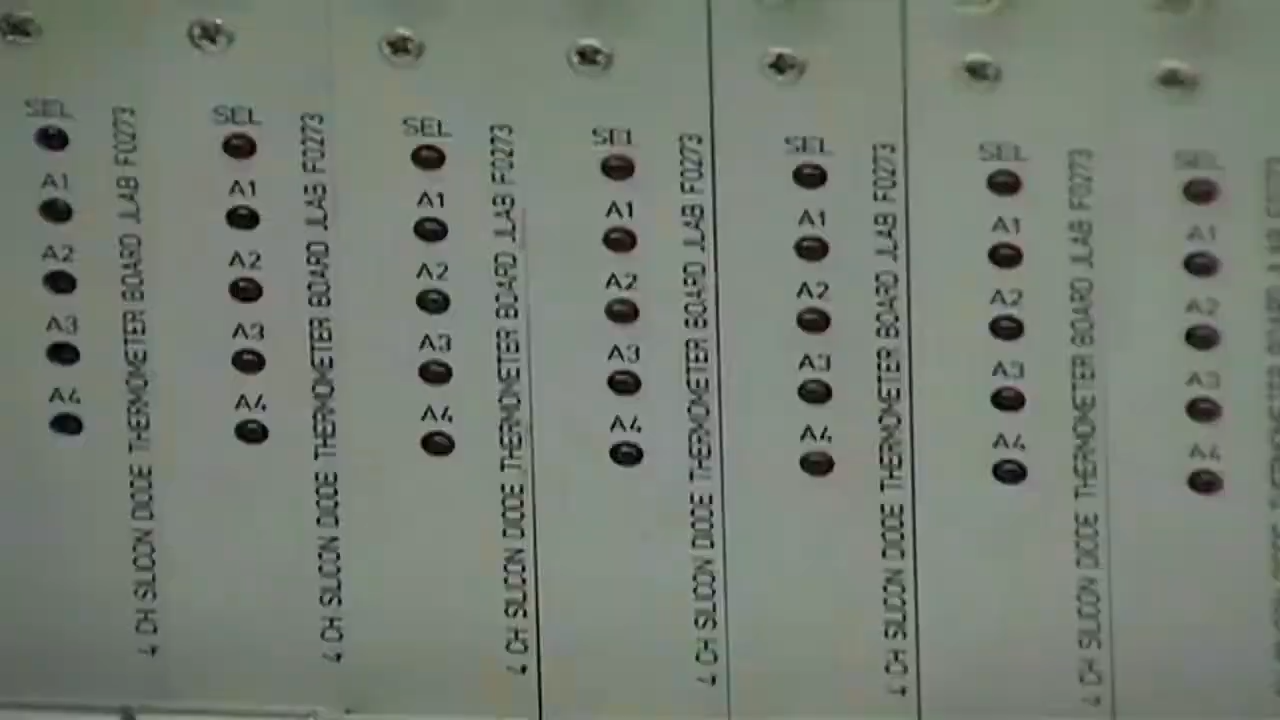 SEL
A1
A2
A3
A4
4 CH SILICON DIODE THERMOMETER BOARD JLAB F0273
SEL
A1
A2
A3
A4
4 CH SILICON DIODE THERMOMETER BOARD JLAB F0273
SEL
A1
A2
A3
A4
4 CH SILICON DIODE THERMOMETER BOARD JLAB F0273
SEL
A1
A2
A3
A4
4 CH SILICON DIODE THERMOMETER BOARD JLAB F0273
SEL
A1
A2
A3
A4
4 CH SILICON DIODE THERMOMETER BOARD JLAB F0273
SEL
A1
A2
A3
A4
4 CH SILICON DIODE THERMOMETER BOARD JLAB F0273
SEL
A1
A2
A3
A4